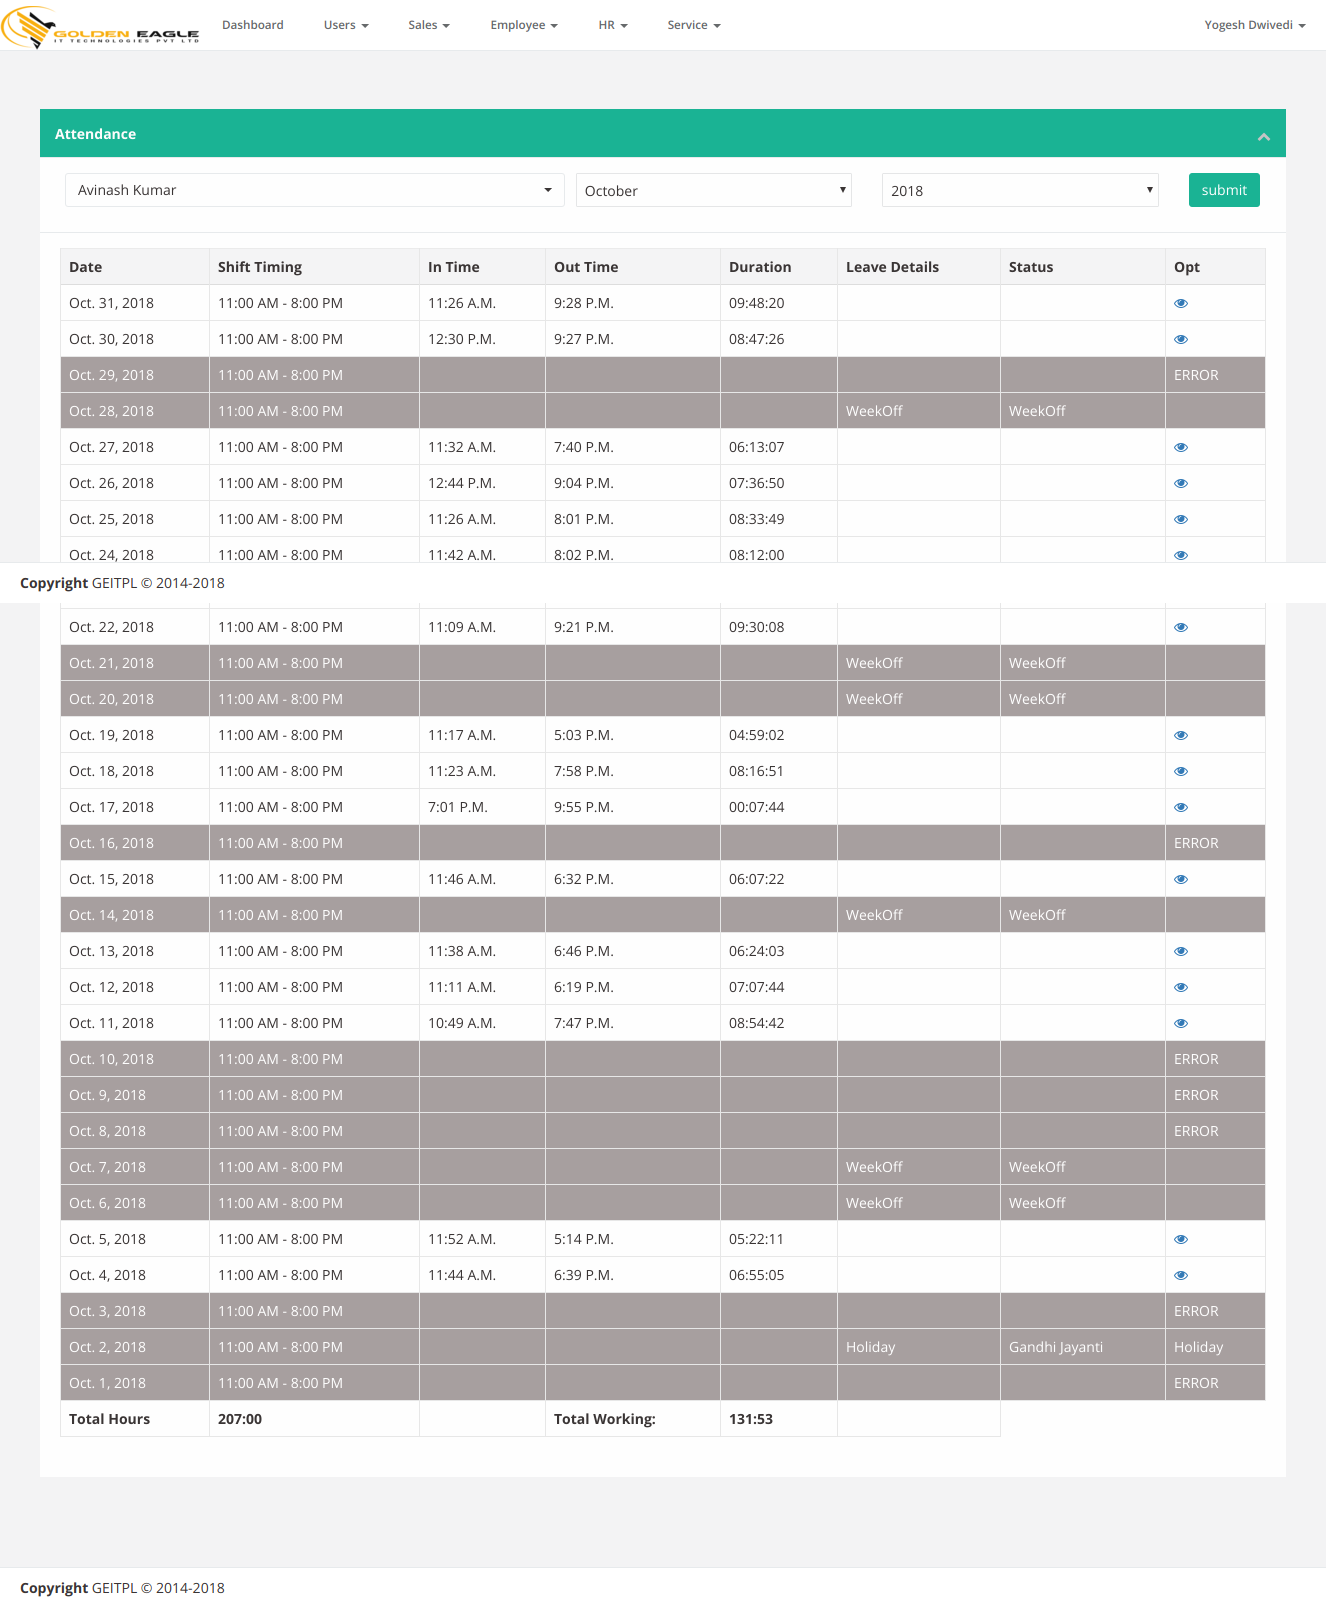 GOLDEN EAGLE
IT TECHNOLOGIES PVT LTD
Dashboard Users Sales Employee HR Service Yogesh Dwivedi
Attendance
Avinash Kumar October 2018 submit
Date Shift Timing In Time Out Time Duration Leave Details Status Opt
Oct. 31, 2018 11:00 AM - 8:00 PM 11:26 A.M. 9:28 P.M. 09:48:20
Oct. 30, 2018 11:00 AM - 8:00 PM 12:30 P.M. 9:27 P.M. 08:47:26
Oct. 29, 2018 11:00 AM - 8:00 PM ERROR
Oct. 28, 2018 11:00 AM - 8:00 PM WeekOff WeekOff
Oct. 27, 2018 11:00 AM - 8:00 PM 11:32 A.M. 7:40 P.M. 06:13:07
Oct. 26, 2018 11:00 AM - 8:00 PM 12:44 P.M. 9:04 P.M. 07:36:50
Oct. 25, 2018 11:00 AM - 8:00 PM 11:26 A.M. 8:01 P.M. 08:33:49
Oct. 24, 2018 11:00 AM - 8:00 PM 11:42 A.M. 8:02 P.M. 08:12:00
Copyright GEITPL © 2014-2018
Oct. 22, 2018 11:00 AM - 8:00 PM 11:09 A.M. 9:21 P.M. 09:30:08
Oct. 21, 2018 11:00 AM - 8:00 PM WeekOff WeekOff
Oct. 20, 2018 11:00 AM - 8:00 PM WeekOff WeekOff
Oct. 19, 2018 11:00 AM - 8:00 PM 11:17 A.M. 5:03 P.M. 04:59:02
Oct. 18, 2018 11:00 AM - 8:00 PM 11:23 A.M. 7:58 P.M. 08:16:51
Oct. 17, 2018 11:00 AM - 8:00 PM 7:01 P.M. 9:55 P.M. 00:07:44
Oct. 16, 2018 11:00 AM - 8:00 PM ERROR
Oct. 15, 2018 11:00 AM - 8:00 PM 11:46 A.M. 6:32 P.M. 06:07:22
Oct. 14, 2018 11:00 AM - 8:00 PM WeekOff WeekOff
Oct. 13, 2018 11:00 AM - 8:00 PM 11:38 A.M. 6:46 P.M. 06:24:03
Oct. 12, 2018 11:00 AM - 8:00 PM 11:11 A.M. 6:19 P.M. 07:07:44
Oct. 11, 2018 11:00 AM - 8:00 PM 10:49 A.M. 7:47 P.M. 08:54:42
Oct. 10, 2018 11:00 AM - 8:00 PM ERROR
Oct. 9, 2018 11:00 AM - 8:00 PM ERROR
Oct. 8, 2018 11:00 AM - 8:00 PM ERROR
Oct. 7, 2018 11:00 AM - 8:00 PM WeekOff WeekOff
Oct. 6, 2018 11:00 AM - 8:00 PM WeekOff WeekOff
Oct. 5, 2018 11:00 AM - 8:00 PM 11:52 A.M. 5:14 P.M. 05:22:11
Oct. 4, 2018 11:00 AM - 8:00 PM 11:44 A.M. 6:39 P.M. 06:55:05
Oct. 3, 2018 11:00 AM - 8:00 PM ERROR
Oct. 2, 2018 11:00 AM - 8:00 PM Holiday Gandhi Jayanti Holiday
Oct. 1, 2018 11:00 AM - 8:00 PM ERROR
Total Hours 207:00 Total Working: 131:53
Copyright GEITPL © 2014-2018